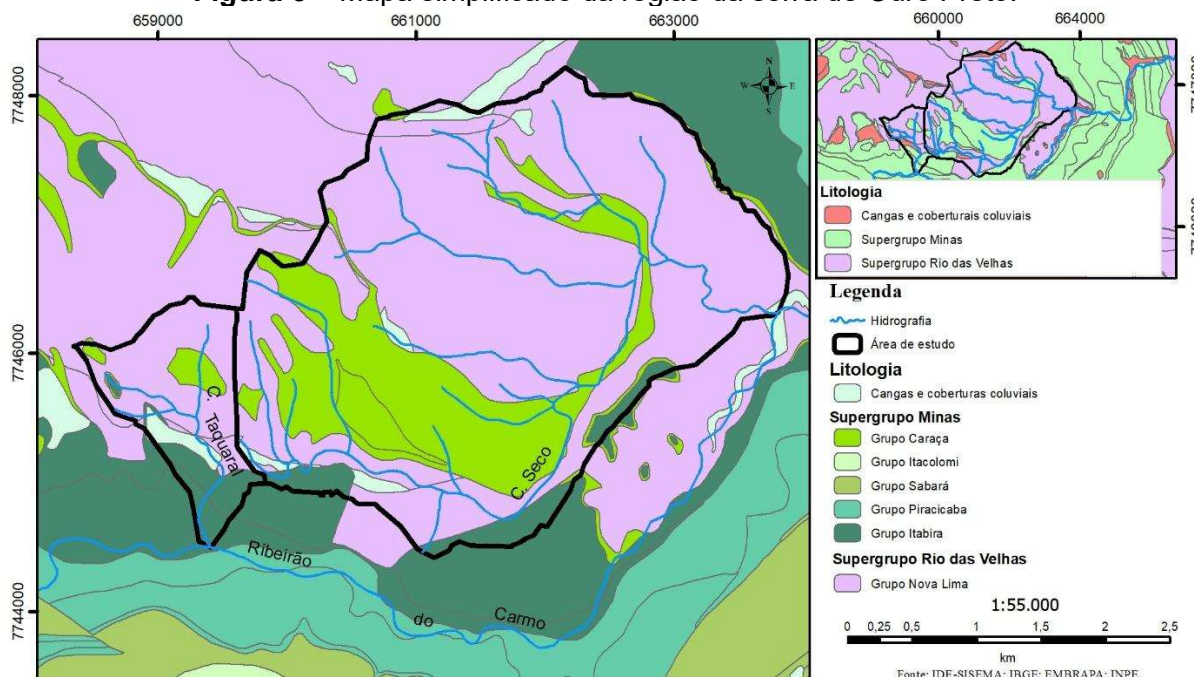 Figura 3 – Mapa simplificado da região da serra de Ouro Preto.
659000
661000
663000
660000
664000
7748000
7746000
7744000
N
W
E
S
C. Taquaral
C. Seco
Ribeirão
do
Carmo
Litologia
Cangas e coberturais coluviais
Supergrupo Minas
Supergrupo Rio das Velhas
Legenda
Hidrografia
Área de estudo
Litologia
Cangas e coberturas coluviais
Supergrupo Minas
Grupo Caraça
Grupo Itacolomi
Grupo Sabará
Grupo Piracicaba
Grupo Itabira
Supergrupo Rio das Velhas
Grupo Nova Lima
1:55.000
0 0,25 0,5 1 1,5 2 2,5
km
Fonte: IDE-SISEMA; IBGE; EMBRAPA; INPE